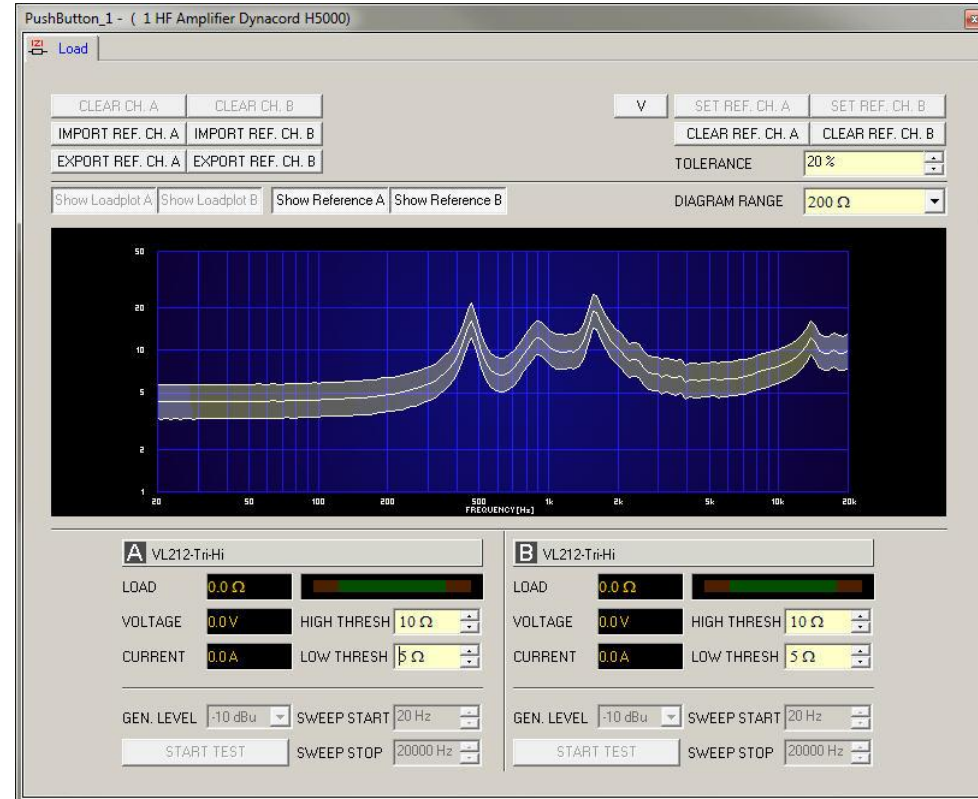 PushButton_1 - ( 1 HF Amplifier Dynacord H5000)
IZI Load
CLEAR CH. A CLEAR CH. B V SET REF. CH. A SET REF. CH. B
IMPORT REF. CH. A IMPORT REF. CH. B CLEAR REF. CH. A CLEAR REF. CH. B
EXPORT REF. CH. A EXPORT REF. CH. B TOLERANCE 20 %
Show Loadplot A Show Loadplot B Show Reference A Show Reference B DIAGRAM RANGE 200 Ω
50
20
10
5
2
1
20 50 100 200 500 1k 2k 5k 10k 20k
FREQUENCY[Hz]
A VL212-Tri-Hi B VL212-Tri-Hi
LOAD 0.0 Ω LOAD 0.0 Ω
VOLTAGE 0.0 V HIGH THRESH 10 Ω VOLTAGE 0.0 V HIGH THRESH 10 Ω
CURRENT 0.0 A LOW THRESH 5 Ω CURRENT 0.0 A LOW THRESH 5 Ω
GEN. LEVEL -10 dBu SWEEP START 20 Hz GEN. LEVEL -10 dBu SWEEP START 20 Hz
START TEST SWEEP STOP 20000 Hz START TEST SWEEP STOP 20000 Hz